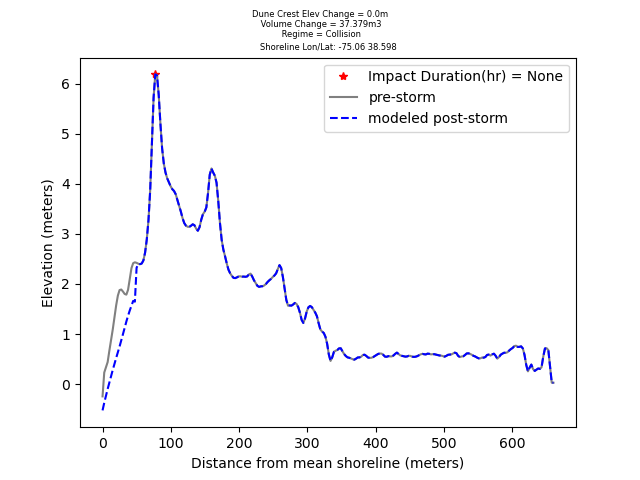 Dune Crest Elev Change = 0.0m
Volume Change = 37.379m3
Regime = Collision
Shoreline Lon/Lat: -75.06 38.598
Impact Duration(hr) = None
pre-storm
modeled post-storm
Elevation (meters)
6
5
4
3
2
1
0
0 100 200 300 400 500 600
Distance from mean shoreline (meters)